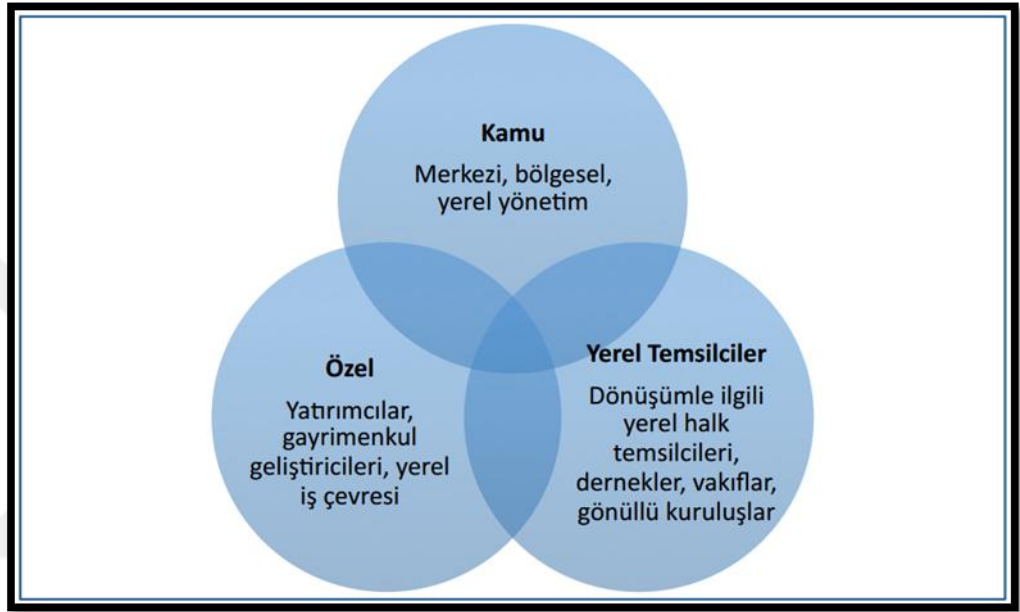 Kamu
Merkezi, bölgesel,
yerel yönetim
Özel
Yatırımcılar,
gayrimenkul
geliştiricileri, yerel
iş çevresi
Yerel Temsilciler
Dönüşümle ilgili
yerel halk
temsilcileri,
dernekler, vakıflar,
gönüllü kuruluşlar